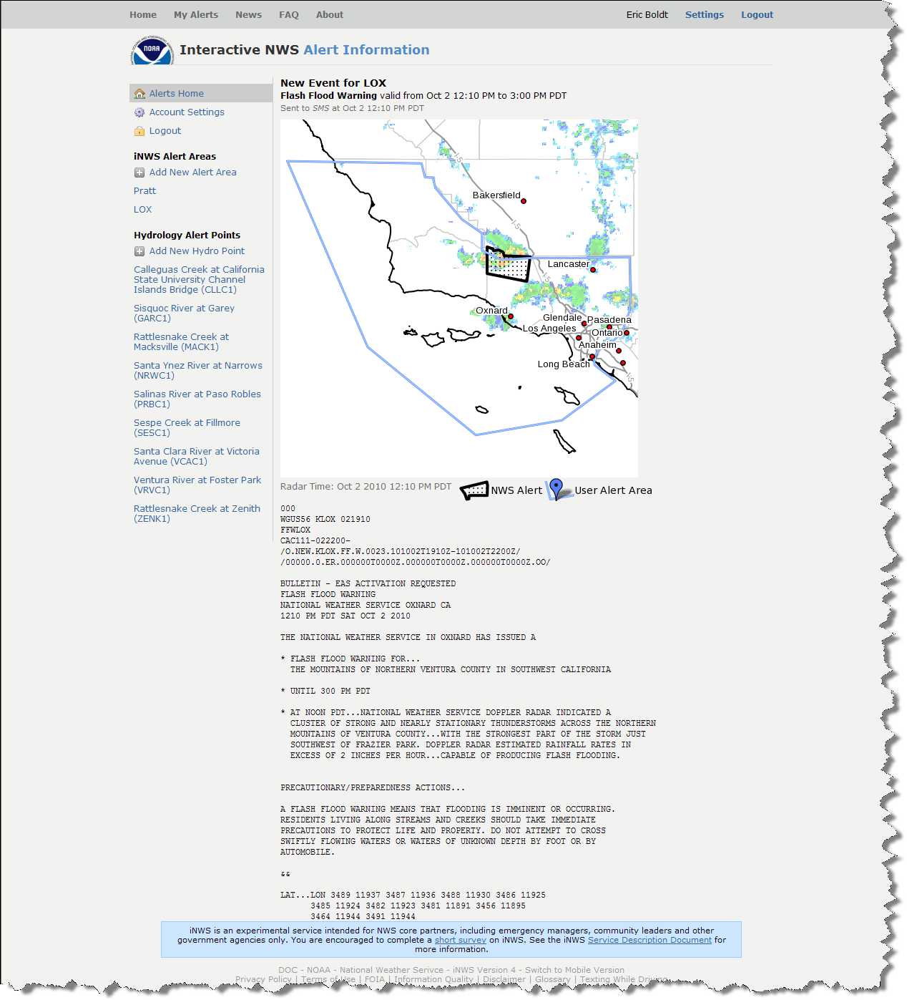 Home My Alerts News FAQ About Eric Boldt Settings Logout
NOAA
Interactive NWS Alert Information
Alerts Home
Account Settings
Logout
iNWS Alert Areas
Add New Alert Area
Pratt
LOX
Hydrology Alert Points
Add New Hydro Point
Calleguas Creek at California
State University Channel
Islands Bridge (CLLC1)
Sisquoc River at Garey
(GARC1)
Rattlesnake Creek at
Macksville (MACK1)
Santa Ynez River at Narrows
(NRWC1)
Salinas River at Paso Robles
(PRBC1)
Sespe Creek at Fillmore
(SESC1)
Santa Clara River at Victoria
Avenue (VCAC1)
Ventura River at Foster Park
(VRVC1)
Rattlesnake Creek at Zenith
(ZENK1)
New Event for LOX
Flash Flood Warning valid from Oct 2 12:10 PM to 3:00 PM PDT
Sent to SMS at Oct 2 12:10 PM PDT
I-5
Bakersfield
I-5
Lancaster
Oxnard
Glendale
Pasadena
Los Angeles
Ontario
Anaheim
Long Beach
I-5
Radar Time: Oct 2 2010 12:10 PM PDT NWS Alert User Alert Area
000
WGUS56 KLOX 021910
FFWLOX
CAC111-022200-
/O.NEW.KLOX.FF.W.0023.101002T1910Z-101002T2200Z/
/00000.0.ER.000000T0000Z.000000T0000Z.000000T0000Z.OO/
BULLETIN - EAS ACTIVATION REQUESTED
FLASH FLOOD WARNING
NATIONAL WEATHER SERVICE OXNARD CA
1210 PM PDT SAT OCT 2 2010
THE NATIONAL WEATHER SERVICE IN OXNARD HAS ISSUED A
* FLASH FLOOD WARNING FOR...
THE MOUNTAINS OF NORTHERN VENTURA COUNTY IN SOUTHWEST CALIFORNIA
* UNTIL 300 PM PDT
* AT NOON PDT...NATIONAL WEATHER SERVICE DOPPLER RADAR INDICATED A
CLUSTER OF STRONG AND NEARLY STATIONARY THUNDERSTORMS ACROSS THE NORTHERN
MOUNTAINS OF VENTURA COUNTY...WITH THE STRONGEST PART OF THE STORM JUST
SOUTHWEST OF FRAZIER PARK. DOPPLER RADAR ESTIMATED RAINFALL RATES IN
EXCESS OF 2 INCHES PER HOUR...CAPABLE OF PRODUCING FLASH FLOODING.
PRECAUTIONARY/PREPAREDNESS ACTIONS...
A FLASH FLOOD WARNING MEANS THAT FLOODING IS IMMINENT OR OCCURRING.
RESIDENTS LIVING ALONG STREAMS AND CREEKS SHOULD TAKE IMMEDIATE
PRECAUTIONS TO PROTECT LIFE AND PROPERTY. DO NOT ATTEMPT TO CROSS
SWIFTLY FLOWING WATERS OR WATERS OF UNKNOWN DEPTH BY FOOT OR BY
AUTOMOBILE.
&&
LAT...LON 3489 11937 3487 11936 3488 11930 3486 11925
3485 11924 3482 11923 3481 11891 3456 11895
3464 11944 3491 11944
iNWS is an experimental service intended for NWS core partners, including emergency managers, community leaders and other
government agencies only. You are encouraged to complete a short survey on iNWS. See the iNWS Service Description Document for
more information.
DOC - NOAA - National Weather Serivce - iNWS Version 4 - Switch to Mobile Version
Privacy Policy | Terms of Use | FOIA | Information Quality | Disclaimer | Glossary | Texting While Driving